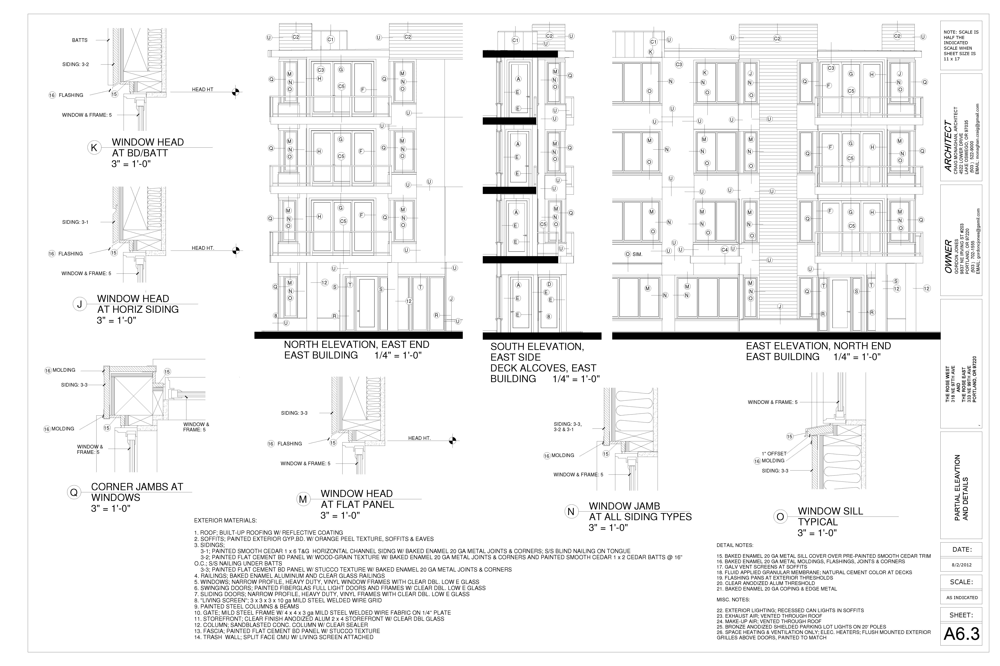 BATTS
SIDING: 3-2
16 FLASHING
15
WINDOW & FRAME: 5
HEAD HT
K
WINDOW HEAD
AT BD/BATT
3" = 1'-0"
SIDING: 3-1
16 FLASHING
15
WINDOW & FRAME: 5
HEAD HT.
J
WINDOW HEAD
AT HORIZ SIDING
3" = 1'-0"
U C2 C1 U C2
M N O Q C3 H G C5 F Q M N O
U
U
M N O Q H G C5 F Q M N O
U U
M N O Q H G C5 F Q M N O
U
U U
Q M N O 12 S T S T 12 J
8 U R R U
NORTH ELEVATION, EAST END
EAST BUILDING 1/4" = 1'-0"
C1 C2 U U
A E E M N O Q
U U
A E E M N O Q
U U
A E E C5 M N O Q
U
A E E D E E 8
SOUTH ELEVATION,
EAST SIDE
DECK ALCOVES, EAST
BUILDING 1/4" = 1'-0"
C1 U K C3 U C2 C2 U
N O K N O J N O Q C3 F G C5 H J N O Q
U U U U U
M N O M N O M N O Q F G C5 H M N O Q
U U U U
M N O M N O M N O Q F G C5 H M N O Q
O SIM.
U U U C4 U U U
M N M N M N O Q T S T S 12 12
J R R
EAST ELEVATION, NORTH END
EAST BUILDING 1/4" = 1'-0"
16 MOLDING
SIDING: 3-3
15
16 MOLDING
15
WINDOW &
FRAME: 5
WINDOW &
FRAME: 5
Q
CORNER JAMBS AT
WINDOWS
3" = 1'-0"
SIDING: 3-3
16 FLASHING
15
HEAD HT.
WINDOW & FRAME: 5
M
WINDOW HEAD
AT FLAT PANEL
3" = 1'-0"
SIDING: 3-3,
3-2 & 3-1
16 MOLDING
15
WINDOW & FRAME: 5
N
WINDOW JAMB
AT ALL SIDING TYPES
3" = 1'-0"
WINDOW & FRAME: 5
15
1" OFFSET
16 MOLDING
SIDING: 3-3
O
WINDOW SILL
TYPICAL
3" = 1'-0"
EXTERIOR MATERIALS:
1. ROOF; BUILT-UP ROOFING W/ REFLECTIVE COATING
2. SOFFITS; PAINTED EXTERIOR GYP.BD. W/ ORANGE PEEL TEXTURE, SOFFITS & EAVES
3. SIDINGS;
3-1; PAINTED SMOOTH CEDAR 1 x 6 T&G HORIZONTAL CHANNEL SIDNG W/ BAKED ENAMEL 20 GA METAL JOINTS & CORNERS; S/S BLIND NAILING ON TONGUE
3-2; PAINTED FLAT CEMENT BD PANEL W/ WOOD-GRAIN TEXTURE W/ BAKED ENAMEL 20 GA METAL JOINTS & CORNERS AND PAINTED SMOOTH CEDAR 1 x 2 CEDAR BATTS @ 16"
O.C.; S/S NAILING UNDER BATTS
3-3; PAINTED FLAT CEMENT BD PANEL W/ STUCCO TEXTURE W/ BAKED ENAMEL 20 GA METAL JOINTS & CORNERS
4. RAILINGS; BAKED ENAMEL ALUMINUM AND CLEAR GLASS RAILINGS
5. WINDOWS; NARROW PROFILE, HEAVY DUTY, VINYL WINDOW FRAMES WITH CLEAR DBL. LOW E GLASS
6. SWINGING DOORS; PAINTED FIBERGLAS FULL LIGHT DOORS AND FRAMES W/ CLEAR DBL. LOW E GLASS
7. SLIDING DOORS; NARROW PROFILE, HEAVY DUTY, VINYL FRAMES WITH CLEAR DBL. LOW E GLASS
8. "LIVING SCREEN"; 3 x 3 x 3 x 10 ga MILD STEEL WELDED WIRE GRID
9. PAINTED STEEL COLUMNS & BEAMS
10. GATE; MILD STEEL FRAME W/ 4 x 4 x 3 ga MILD STEEL WELDED WIRE FABRIC ON 1/4" PLATE
11. STOREFRONT; CLEAR FINISH ANODIZED ALUM 2 x 4 STOREFRONT W/ CLEAR DBL GLASS
12. COLUMN; SANDBLASTED CONC. COLUMN W/ CLEAR SEALER
13. FASCIA; PAINTED FLAT CEMENT BD PANEL W/ STUCCO TEXTURE
14. TRASH WALL; SPLIT FACE CMU W/ LIVING SCREEN ATTACHED
DETAIL NOTES:
15. BAKED ENAMEL 20 GA METAL SILL COVER OVER PRE-PAINTED SMOOTH CEDAR TRIM
16. BAKED ENAMEL 20 GA METAL MOLDINGS, FLASHINGS, JOINTS & CORNERS
17. GALV VENT SCREENS AT SOFFITS
18. FLUID APPLIED GRANULAR MEMBRANE; NATURAL CEMENT COLOR AT DECKS
19. FLASHING PANS AT EXTERIOR THRESHOLDS
20. CLEAR ANODIZED ALUM THRESHOLD
21. BAKED ENAMEL 20 GA COPING & EDGE METAL
MISC. NOTES:
22. EXTERIOR LIGHTING; RECESSED CAN LIGHTS IN SOFFITS
23. EXHAUST AIR; VENTED THROUGH ROOF
24. MAKE-UP AIR; VENTED THROUGH ROOF
25. BRONZE ANODIZED SHIELDED PARKING LOT LIGHTS ON 20' POLES
26. SPACE HEATING & VENTILATION ONLY; ELEC. HEATERS; FLUSH MOUNTED EXTERIOR
GRILLES ABOVE DOORS, PAINTED TO MATCH
NOTE: SCALE IS
HALF THE
INDICATED
SCALE WHEN
SHEET SIZE IS
11 x 17
ARCHITECT
CRAIG MONAGHAN, ARCHITECT
4522 LOWER DRIVE
LAKE OSWEGO, OR 97035
(503 ) 522-9000
EMAIL: monaghan.craig@gmail.com
OWNER
GORDON JONES
9837 NE IRVING ST #203
PORTLAND, OR 97220
(503 ) 702-1555
EMAIL: gordoncjones@gamil.com
THE ROSE WEST
318 NE 97TH AVE
AND
THE ROSE EAST
333 NE 99TH AVE
PORTLAND, OR 97220
PARTIAL ELEAVTION
AND DETAILS
DATE:
8/2/2012
SCALE:
AS INDICATED
SHEET:
A6.3